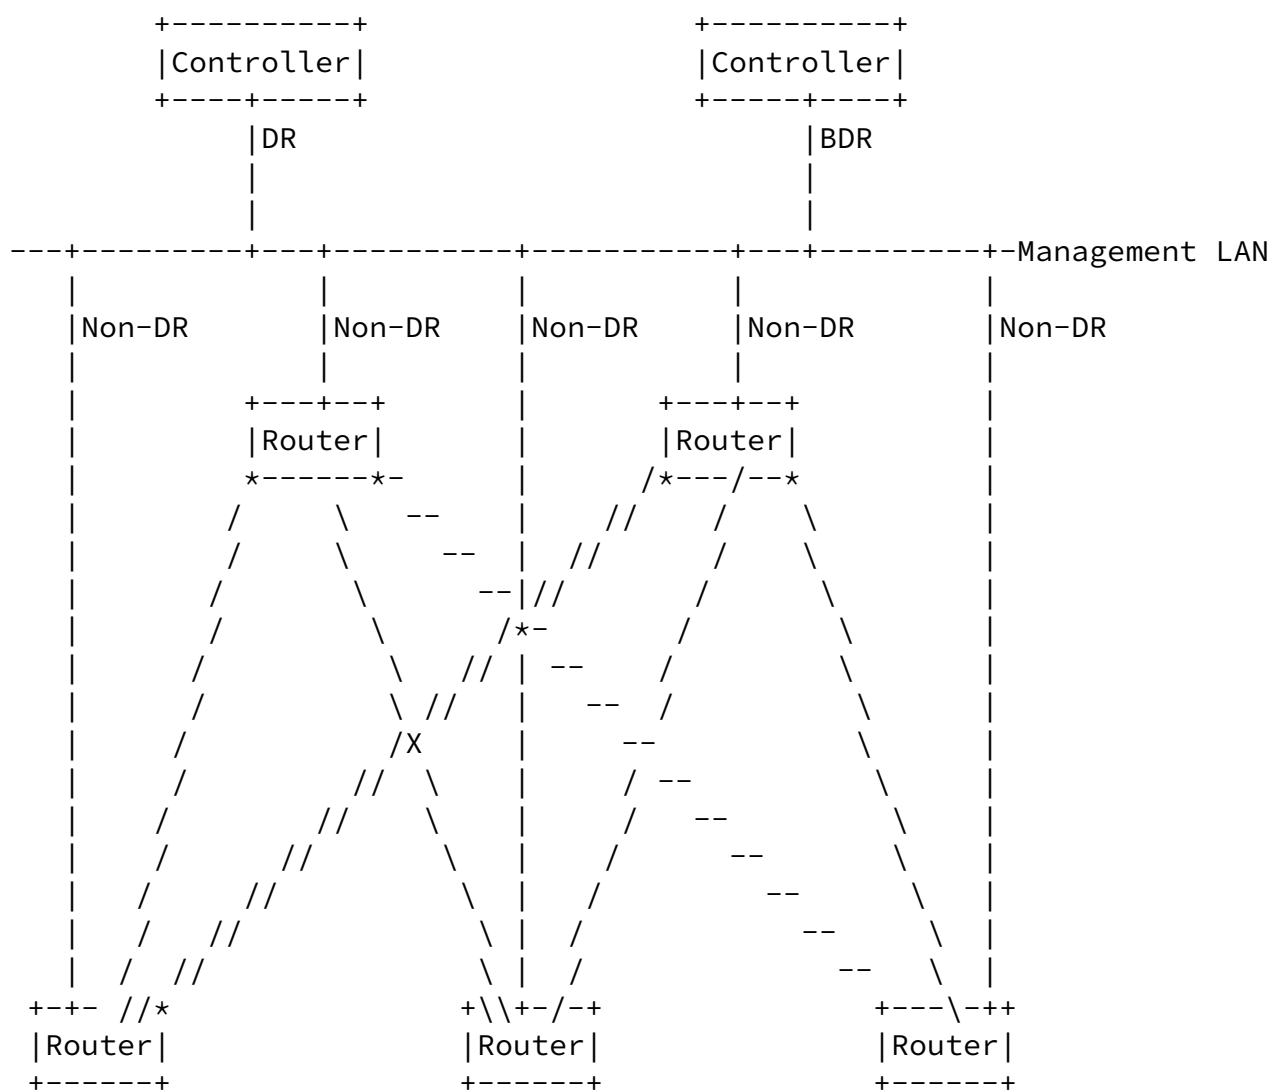 Controller Controller
DR BDR
Management LAN
Non-DR Non-DR Non-DR Non-DR Non-DR
Router Router
X
Router Router Router